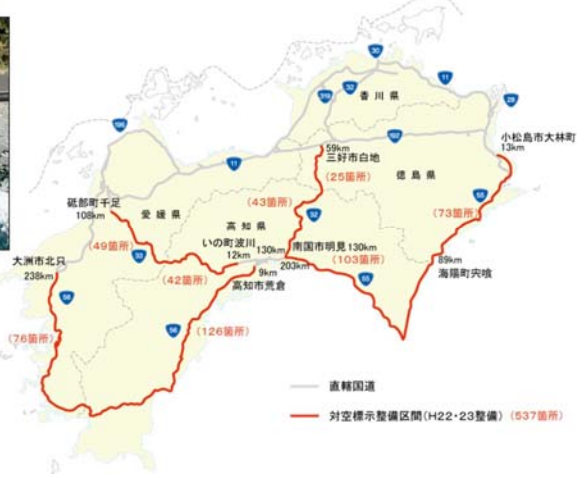 30
11
32
319
28
香川県
196
192
小松島市大林町
13km
11
59km
三好市白地
(25箇所)
徳島県
砥部町千足
108km
愛媛県
(43箇所)
55
高知県
32
(73箇所)
(49箇所)
33
いの町波川
12km
130km
南国市明見130km
大洲市北只
238km
(42箇所)
203km
(103箇所)
89km
海陽町宍喰
9km
高知市荒倉
55
56
56
(126箇所)
(76箇所)
直轄国道
対空標示整備区間(H22・23整備) (537箇所)